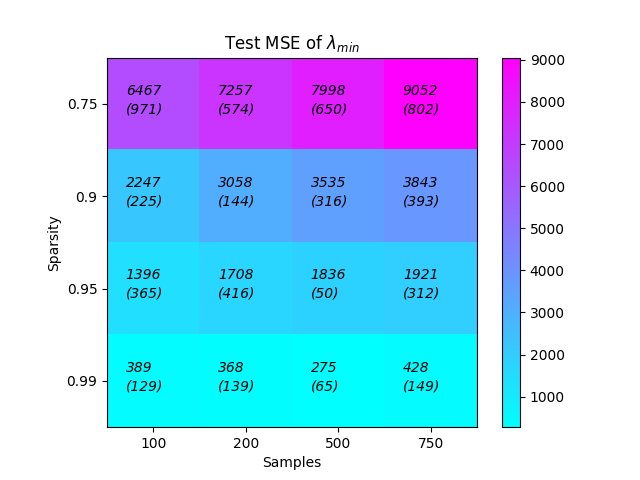 Test MSE of λmin
9000
8000
7000
6000
5000
4000
3000
2000
1000
Sparsity
0.75
0.9
0.95
0.99
6467 7257 7998 9052
(971) (574) (650) (802)
2247 3058 3535 3843
(225) (144) (316) (393)
1396 1708 1836 1921
(365) (416) (50) (312)
389 368 275 428
(129) (139) (65) (149)
100 200 500 750
Samples